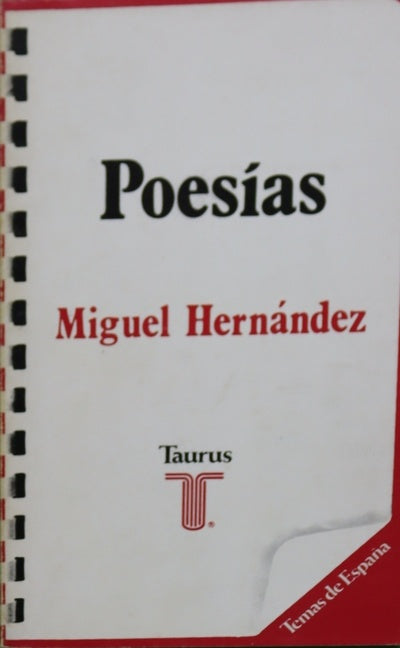 Poesías
Miguel Hernández
Taurus
®
Temas de España